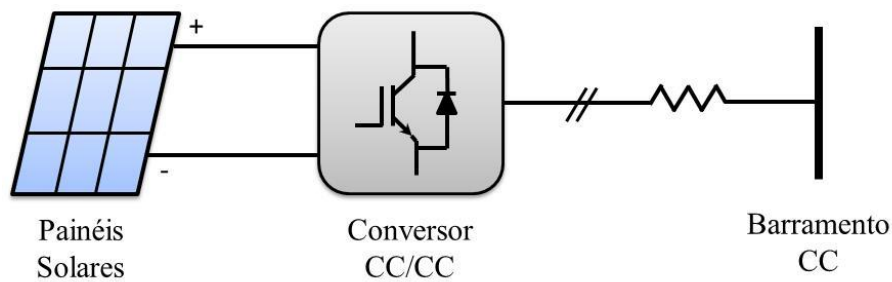 +
-
Painéis
Solares
Conversor
CC/CC
Barramento
CC